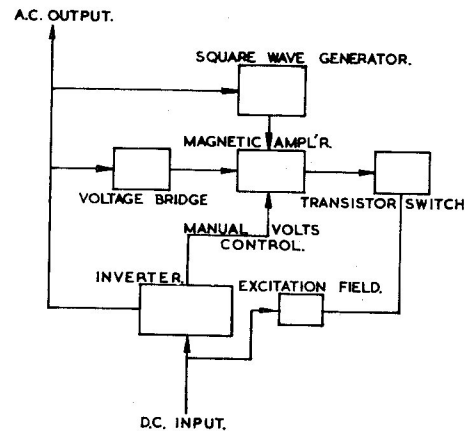 A.C. OUTPUT.
SQUARE WAVE GENERATOR.
MAGNETIC AMPL'R.
VOLTAGE BRIDGE
TRANSISTOR SWITCH
MANUAL VOLTS
CONTROL.
INVERTER.
EXCITATION FIELD.
D.C. INPUT.